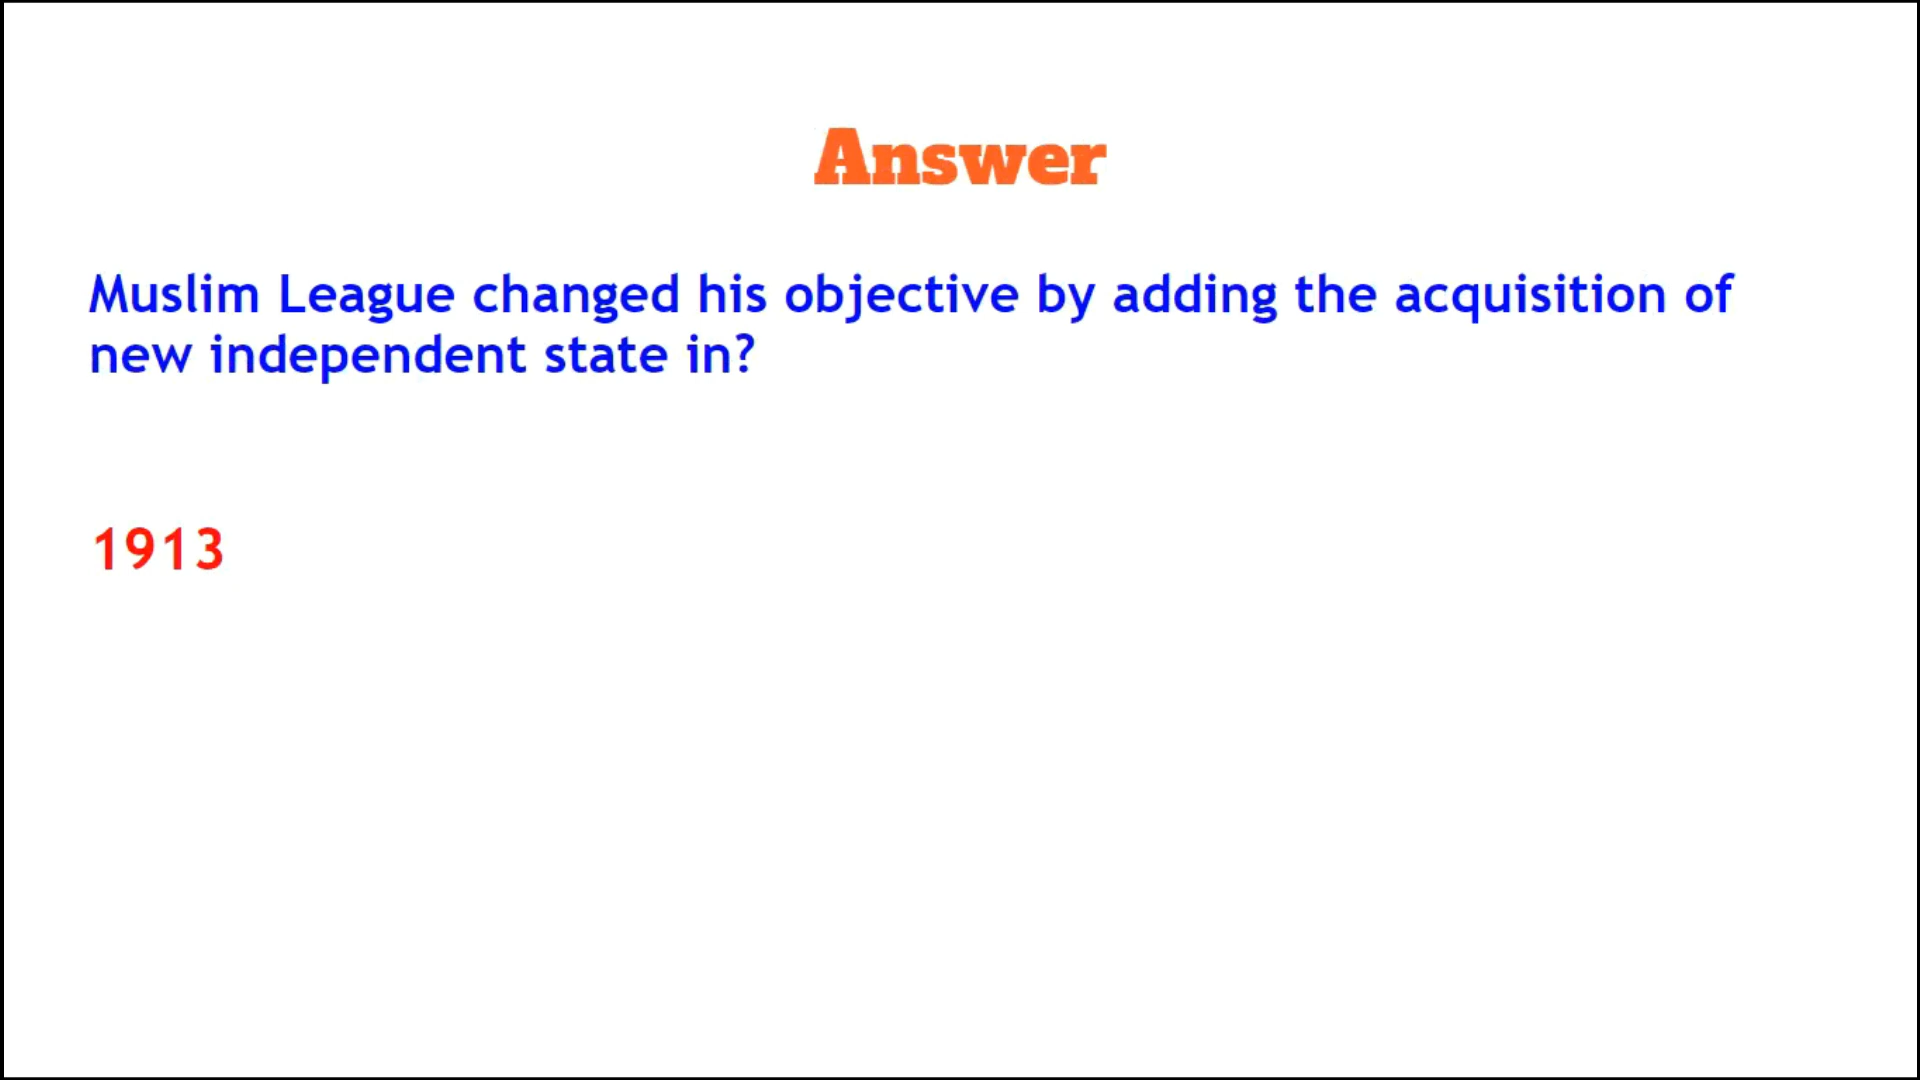 Answer
Muslim League changed his objective by adding the acquisition of
new independent state in?
1913